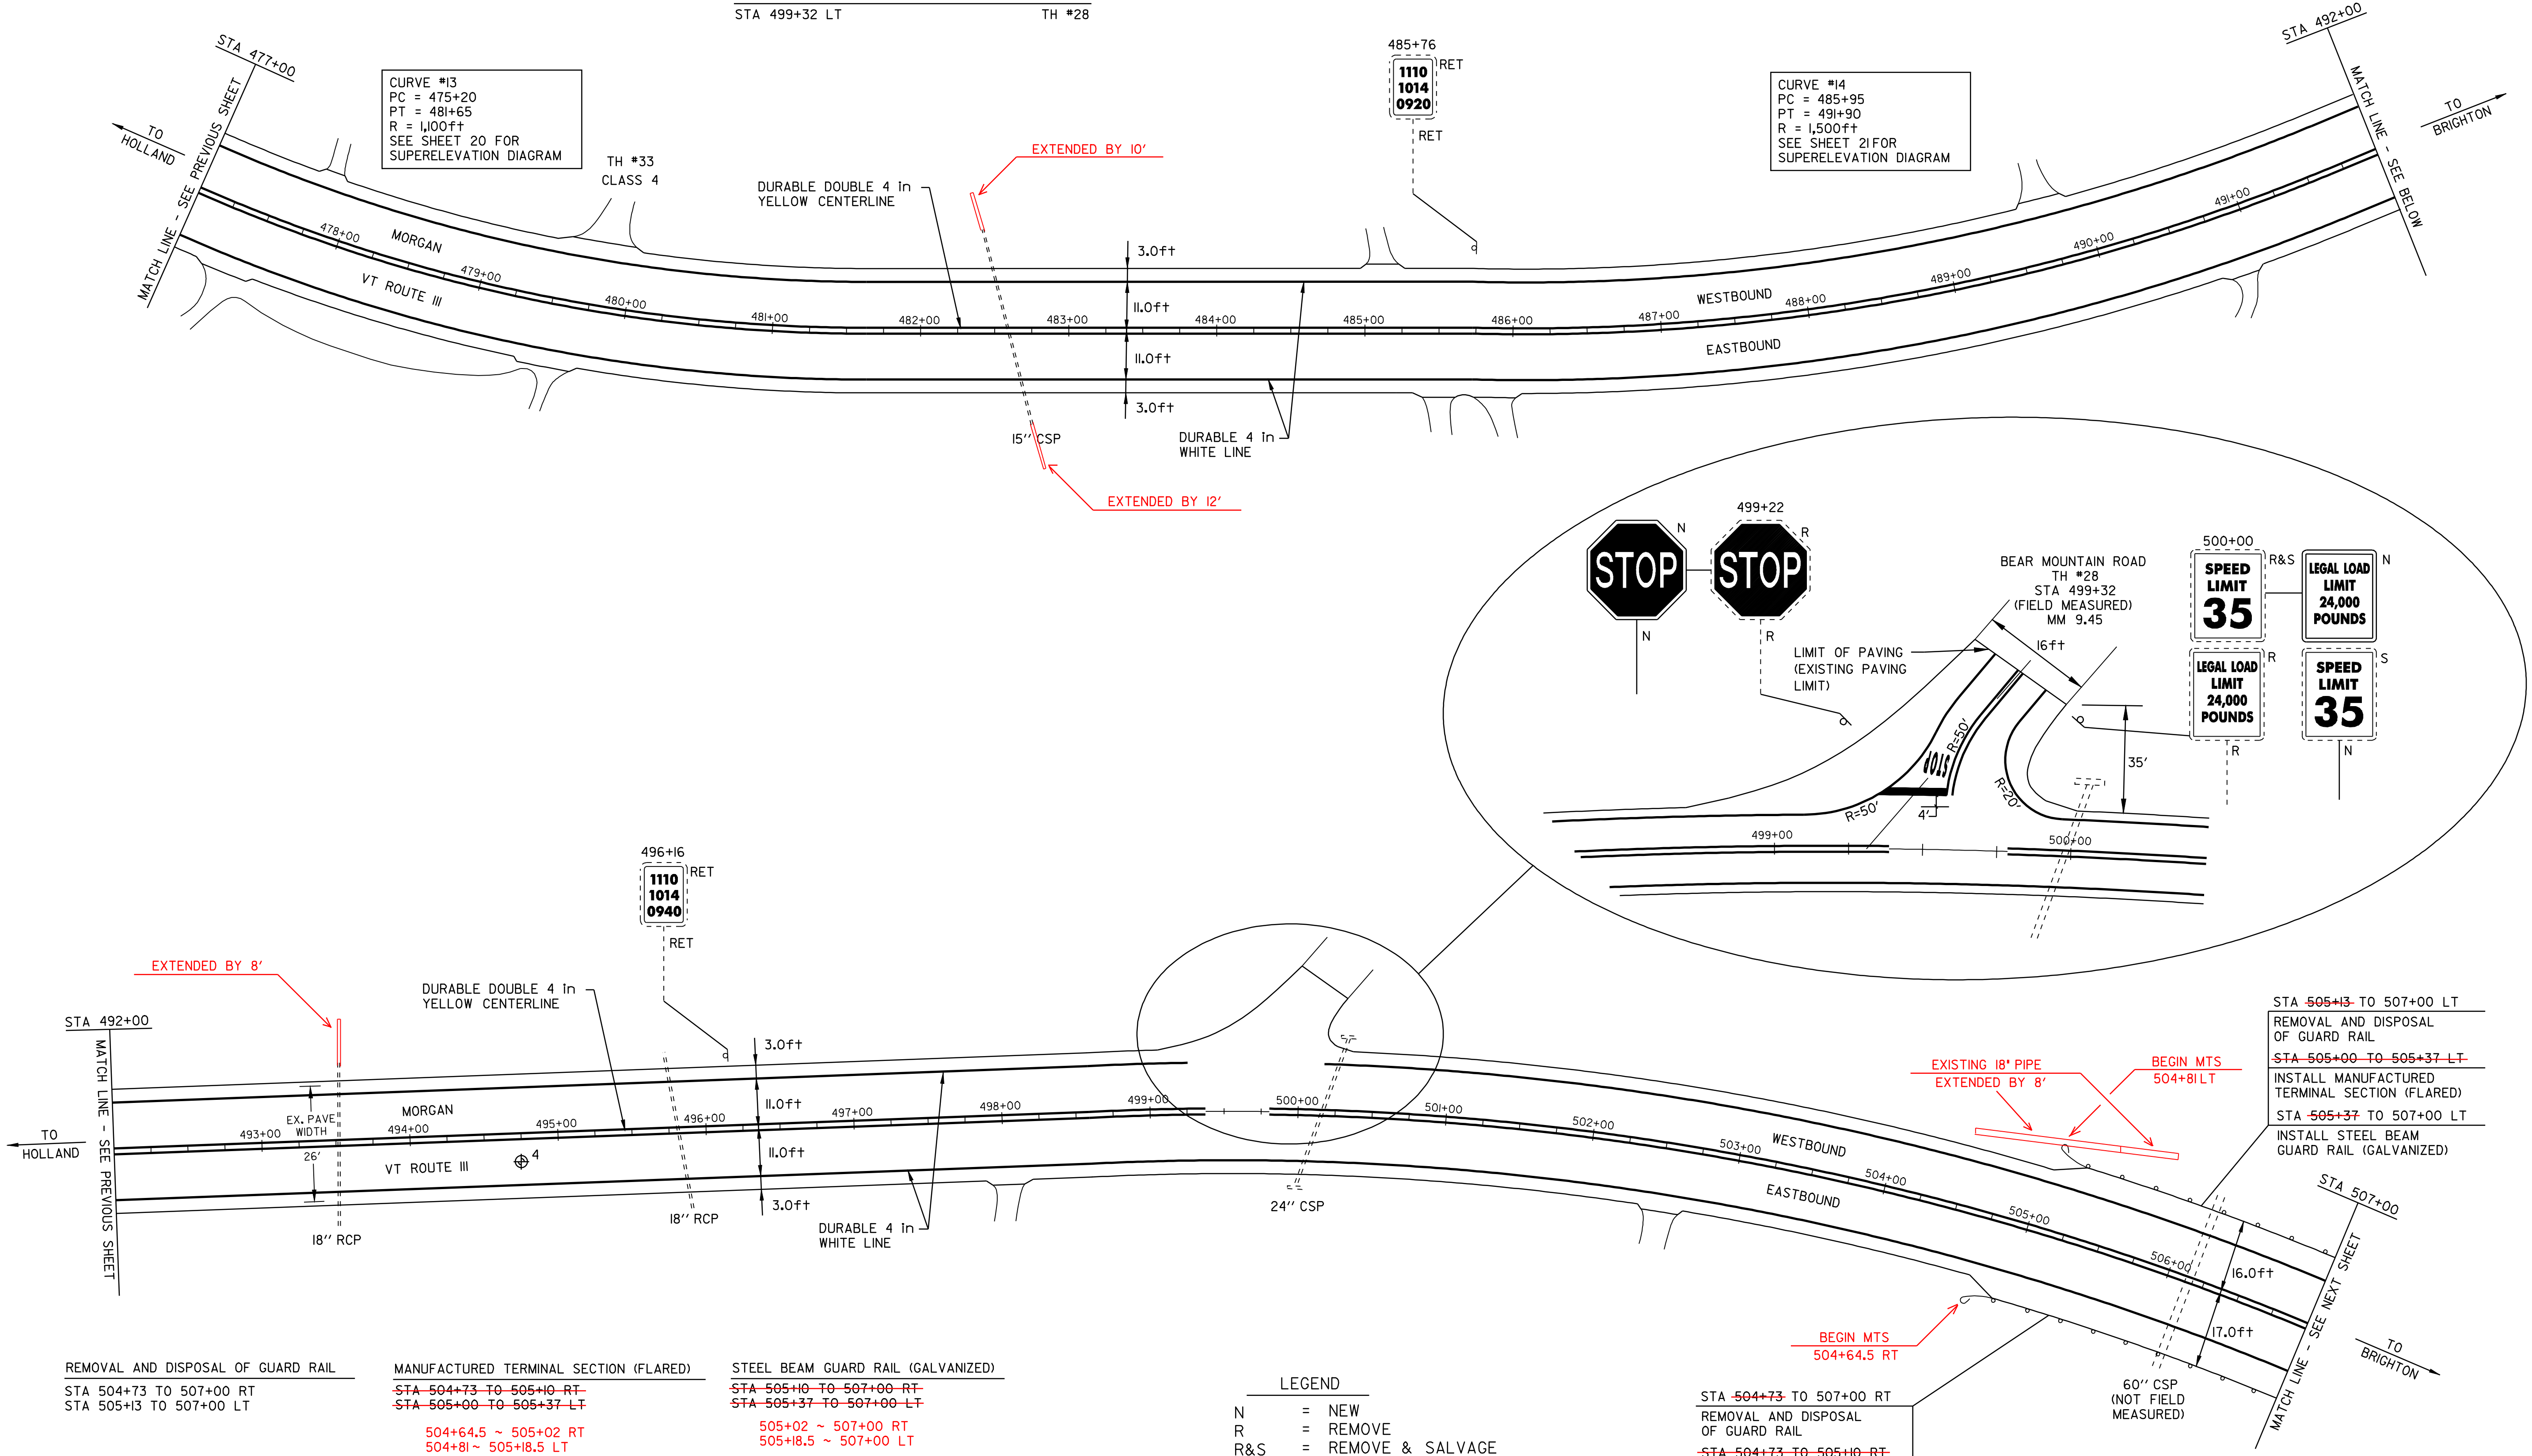 STA 499+32 LT TH #28
STA 477+00
MATCH LINE - SEE PREVIOUS SHEET
TO
HOLLAND
CURVE #13
PC = 475+20
PT = 481+65
R = 1,100ft
SEE SHEET 20 FOR
SUPERELEVATION DIAGRAM
TH #33
CLASS 4
DURABLE DOUBLE 4 in
YELLOW CENTERLINE
EXTENDED BY 10'
485+76
1110
1014
0920
RET
RET
CURVE #14
PC = 485+95
PT = 491+90
R = 1,500ft
SEE SHEET 21 FOR
SUPERELEVATION DIAGRAM
STA 492+00
MATCH LINE - SEE BELOW
TO
BRIGHTON
MORGAN
VT ROUTE 111
478+00
479+00
480+00
481+00
482+00
483+00
484+00
485+00
486+00
487+00
488+00
489+00
490+00
491+00
WESTBOUND
EASTBOUND
3.0ft
11.0ft
11.0ft
3.0ft
15'' CSP
DURABLE 4 in
WHITE LINE
EXTENDED BY 12'
STOP
N
N
499+22
STOP
R
R
BEAR MOUNTAIN ROAD
TH #28
STA 499+32
(FIELD MEASURED)
MM 9.45
LIMIT OF PAVING
(EXISTING PAVING
LIMIT)
16ft
500+00
SPEED
LIMIT
35
R&S
LEGAL LOAD
LIMIT
24,000
POUNDS
N
LEGAL LOAD
LIMIT
24,000
POUNDS
R
R
SPEED
LIMIT
35
S
N
35'
R=50'
STOP
R=50'
4'
R=20'
499+00
500+00
496+16
1110
1014
0940
RET
RET
EXTENDED BY 8'
DURABLE DOUBLE 4 in
YELLOW CENTERLINE
STA 492+00
MATCH LINE - SEE PREVIOUS SHEET
TO
HOLLAND
EX. PAVE
WIDTH
26'
MORGAN
VT ROUTE 111
4
493+00
494+00
495+00
496+00
497+00
498+00
499+00
500+00
501+00
502+00
503+00
504+00
505+00
506+00
3.0ft
11.0ft
11.0ft
3.0ft
18'' RCP
18'' RCP
DURABLE 4 in
WHITE LINE
24'' CSP
WESTBOUND
EASTBOUND
EXISTING 18" PIPE
EXTENDED BY 8'
BEGIN MTS
504+81 LT
STA 505+13 TO 507+00 LT
REMOVAL AND DISPOSAL
OF GUARD RAIL
STA 505+00 TO 505+37 LT
INSTALL MANUFACTURED
TERMINAL SECTION (FLARED)
STA 505+37 TO 507+00 LT
INSTALL STEEL BEAM
GUARD RAIL (GALVANIZED)
STA 507+00
MATCH LINE - SEE NEXT SHEET
16.0ft
17.0ft
TO
BRIGHTON
60'' CSP
(NOT FIELD
MEASURED)
BEGIN MTS
504+64.5 RT
STA 504+73 TO 507+00 RT
REMOVAL AND DISPOSAL
OF GUARD RAIL
STA 504+73 TO 505+10 RT
REMOVAL AND DISPOSAL OF GUARD RAIL
STA 504+73 TO 507+00 RT
STA 505+13 TO 507+00 LT
MANUFACTURED TERMINAL SECTION (FLARED)
STA 504+73 TO 505+10 RT
STA 505+00 TO 505+37 LT
504+64.5 ~ 505+02 RT
504+81 ~ 505+18.5 LT
STEEL BEAM GUARD RAIL (GALVANIZED)
STA 505+10 TO 507+00 RT
STA 505+37 TO 507+00 LT
505+02 ~ 507+00 RT
505+18.5 ~ 507+00 LT
LEGEND
N = NEW
R = REMOVE
R&S = REMOVE & SALVAGE